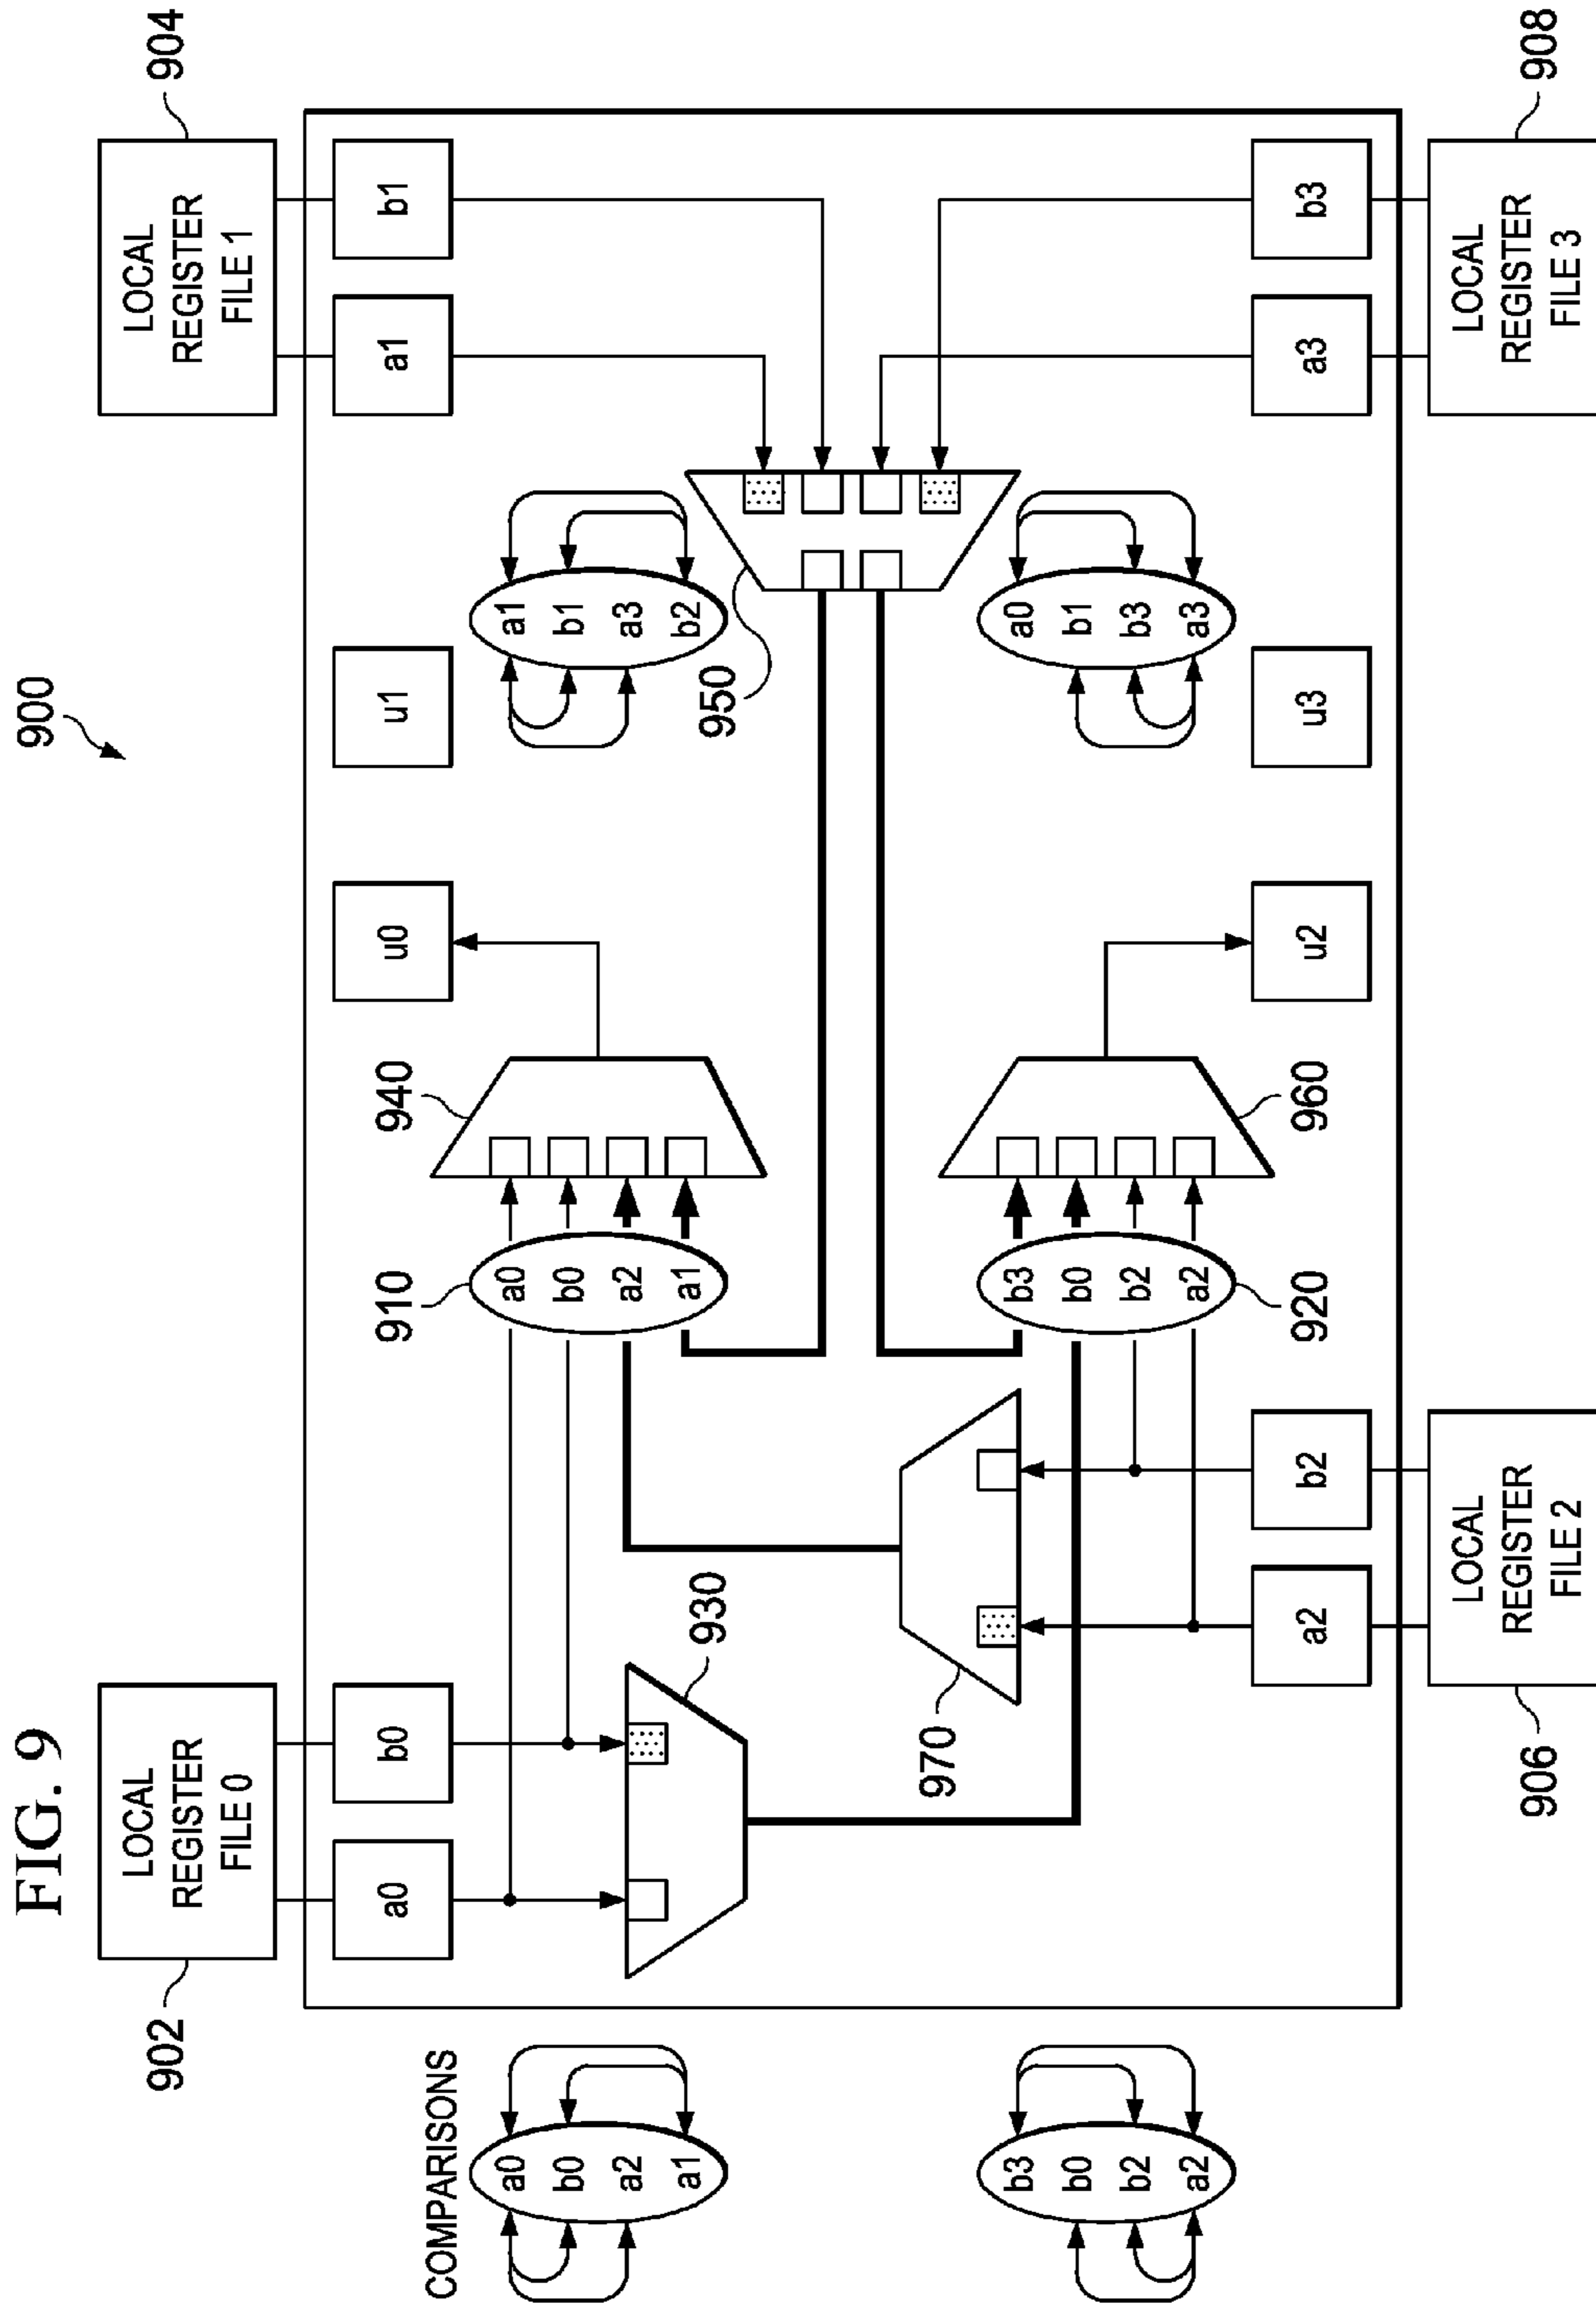 FIG. 9
900
902
LOCAL
REGISTER
FILE 0
LOCAL
REGISTER
FILE 1
904
a0
b0
u0
u1
a1
b1
COMPARISONS
a0
b0
a2
a1
930
910
a0
b0
a2
a1
940
a1
b1
a3
b2
950
970
b3
b0
b2
a2
920
b3
b0
b2
a2
960
a0
b1
b3
a3
a2
b2
u2
u3
a3
b3
906
LOCAL
REGISTER
FILE 2
LOCAL
REGISTER
FILE 3
908